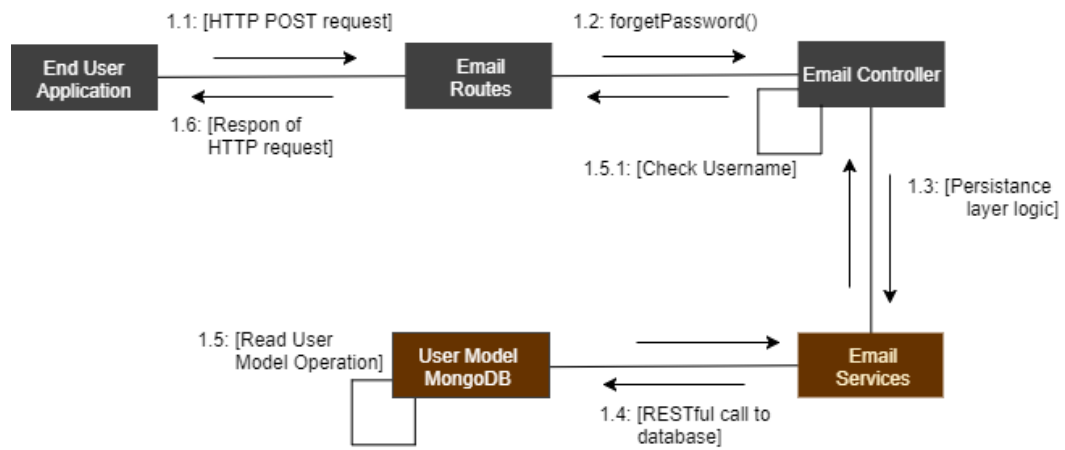 1.1: [HTTP POST request]
1.2: forgetPassword()
End User
Application
Email
Routes
Email Controller
1.6: [Respon of
HTTP request]
1.5.1: [Check Username]
1.3: [Persistance
layer logic]
1.5: [Read User
Model Operation]
User Model
MongoDB
Email
Services
1.4: [RESTful call to
database]